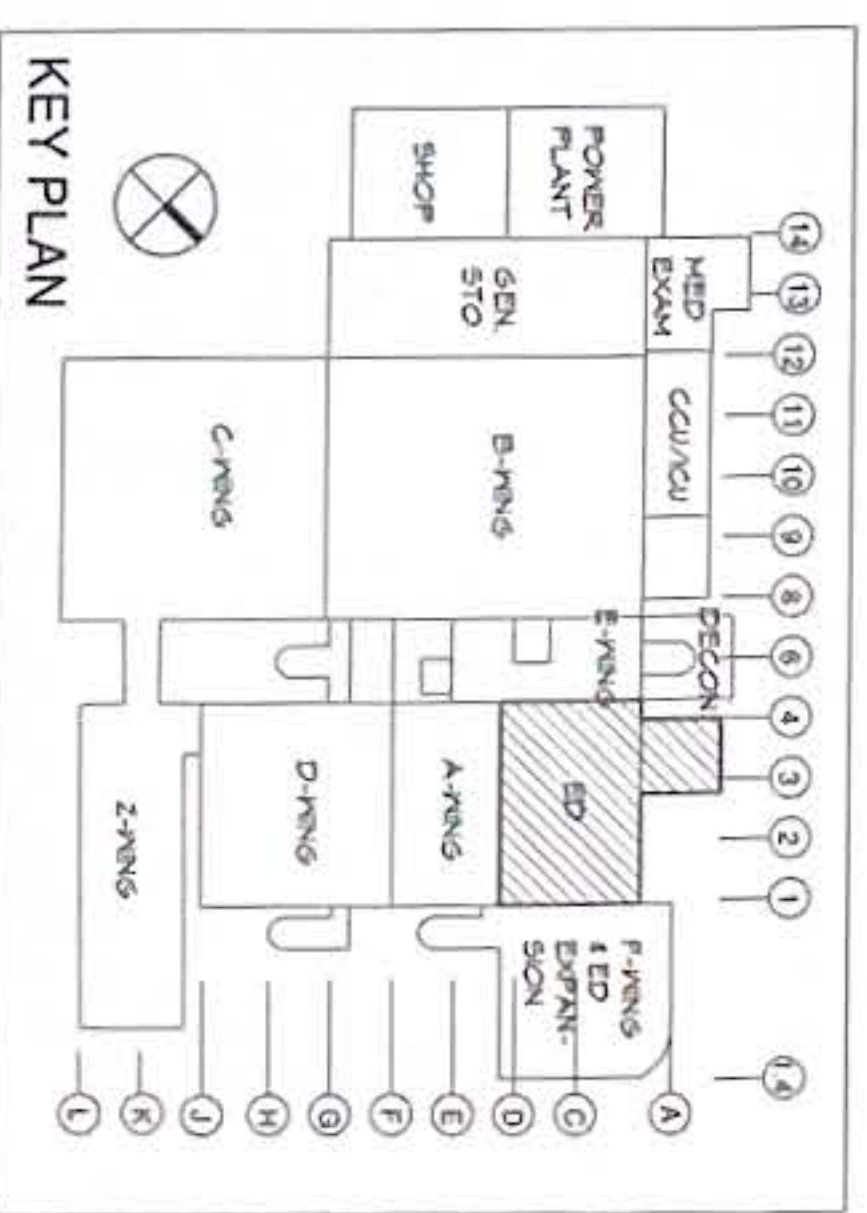 KEY PLAN
POWER
PLANT
SHOP
MED
EXAM
GEN.
STO
CCU/ICU
B-WING
C-WING
DECON
E-WING
ED
A-WING
D-WING
Z-WING
F-WING
& ED
EXPAN-
SION
14
13
12
11
10
9
8
6
4
3
2
1
1.4
A
C
D
E
F
G
H
J
K
L